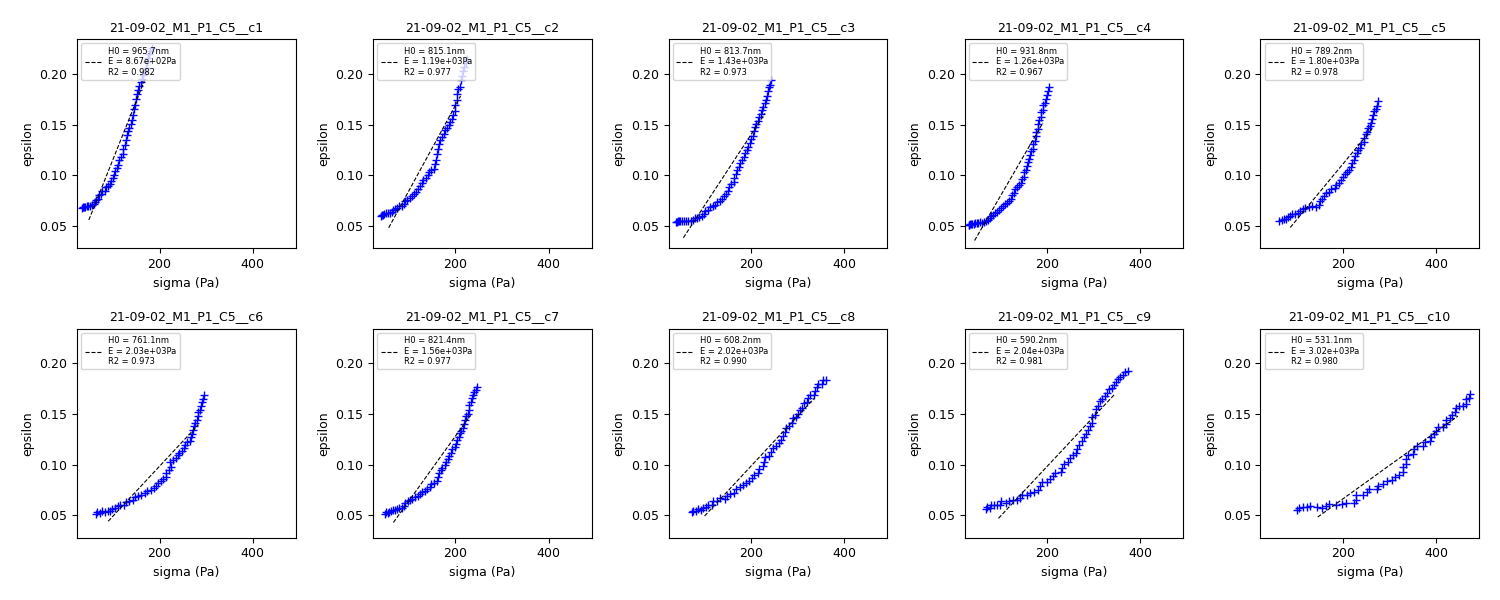 21-09-02_M1_P1_C5__c1
H0 = 965.7nm
E = 8.67e+02Pa
R2 = 0.982
0.20
0.15
0.10
0.05
epsilon
200
400
sigma (Pa)
21-09-02_M1_P1_C5__c2
H0 = 815.1nm
E = 1.19e+03Pa
R2 = 0.977
0.20
0.15
0.10
0.05
epsilon
200
400
sigma (Pa)
21-09-02_M1_P1_C5__c3
H0 = 813.7nm
E = 1.43e+03Pa
R2 = 0.973
0.20
0.15
0.10
0.05
epsilon
200
400
sigma (Pa)
21-09-02_M1_P1_C5__c4
H0 = 931.8nm
E = 1.26e+03Pa
R2 = 0.967
0.20
0.15
0.10
0.05
epsilon
200
400
sigma (Pa)
21-09-02_M1_P1_C5__c5
H0 = 789.2nm
E = 1.80e+03Pa
R2 = 0.978
0.20
0.15
0.10
0.05
epsilon
200
400
sigma (Pa)
21-09-02_M1_P1_C5__c6
H0 = 761.1nm
E = 2.03e+03Pa
R2 = 0.973
0.20
0.15
0.10
0.05
epsilon
200
400
sigma (Pa)
21-09-02_M1_P1_C5__c7
H0 = 821.4nm
E = 1.56e+03Pa
R2 = 0.977
0.20
0.15
0.10
0.05
epsilon
200
400
sigma (Pa)
21-09-02_M1_P1_C5__c8
H0 = 608.2nm
E = 2.02e+03Pa
R2 = 0.990
0.20
0.15
0.10
0.05
epsilon
200
400
sigma (Pa)
21-09-02_M1_P1_C5__c9
H0 = 590.2nm
E = 2.04e+03Pa
R2 = 0.981
0.20
0.15
0.10
0.05
epsilon
200
400
sigma (Pa)
21-09-02_M1_P1_C5__c10
H0 = 531.1nm
E = 3.02e+03Pa
R2 = 0.980
0.20
0.15
0.10
0.05
epsilon
200
400
sigma (Pa)